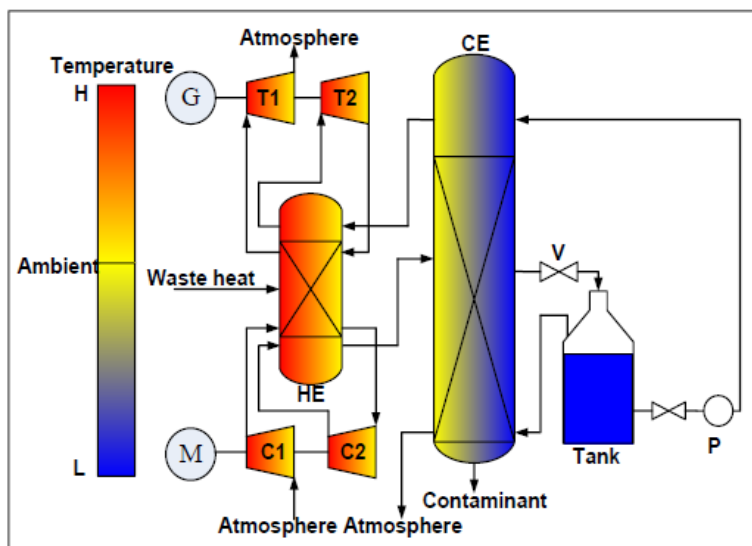 Atmosphere
CE
Temperature
H
G
T1
T2
V
Ambient
Waste heat
HE
L
M
C1
C2
Tank
P
Contaminant
Atmosphere
Atmosphere